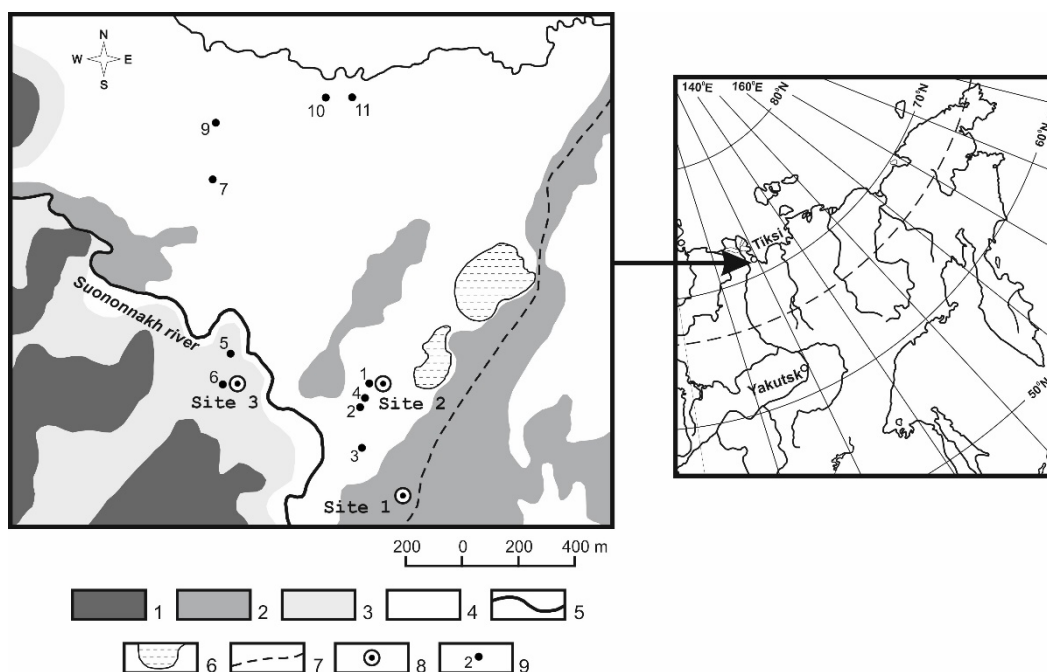 N
W E
S
10 11
9
7
Suononnakh river
5
6
Site 3
1
4
2
Site 2
3
Site 1
140°E 160°E
80°N
70°N
60°N
50°N
Tiksi
Yakutsk
200 0 200 400 m
1 2 3 4 5
6 7 8 2 9